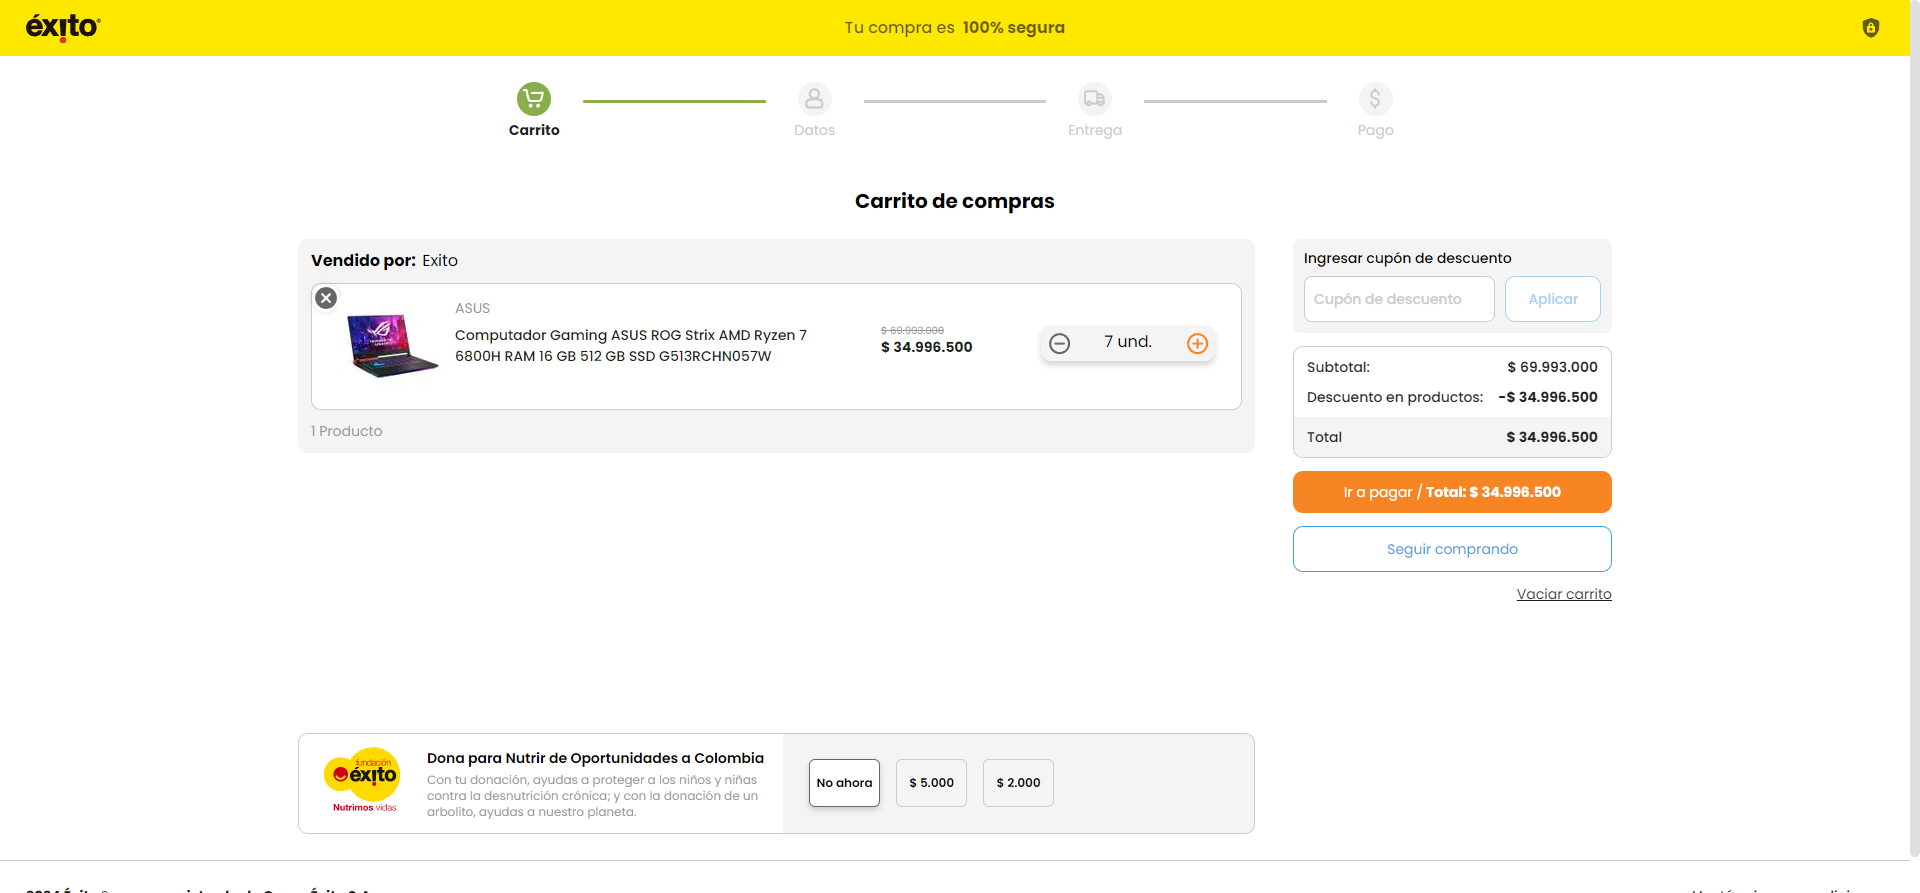 éxito®
Tu compra es 100% segura
Carrito
Datos
Entrega
Pago
Carrito de compras
Vendido por: Exito
ASUS
Computador Gaming ASUS ROG Strix AMD Ryzen 7
6800H RAM 16 GB 512 GB SSD G513RCHN057W
$ 69.993.000
$ 34.996.500
7 und.
1 Producto
Ingresar cupón de descuento
Cupón de descuento
Aplicar
Subtotal: $ 69.993.000
Descuento en productos: -$ 34.996.500
Total $ 34.996.500
Ir a pagar / Total: $ 34.996.500
Seguir comprando
Vaciar carrito
fundación
éxito
Nutrimos vidas
Dona para Nutrir de Oportunidades a Colombia
Con tu donación, ayudas a proteger a los niños y niñas
contra la desnutrición crónica; y con la donación de un
arbolito, ayudas a nuestro planeta.
No ahora
$ 5.000
$ 2.000